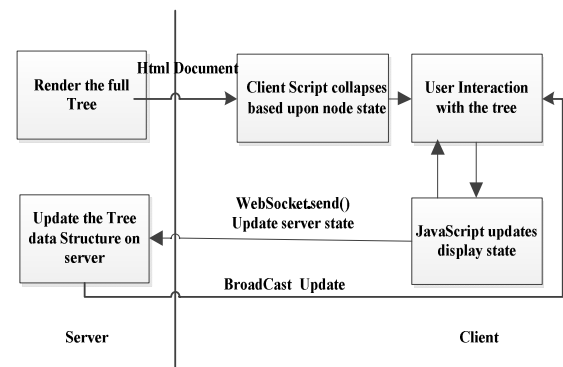 Render the full
Tree
Html Document
Client Script collapses
based upon node state
User Interaction
with the tree
Update the Tree
data Structure on
server
WebSocket.send()
Update server state
JavaScript updates
display state
BroadCast Update
Server
Client